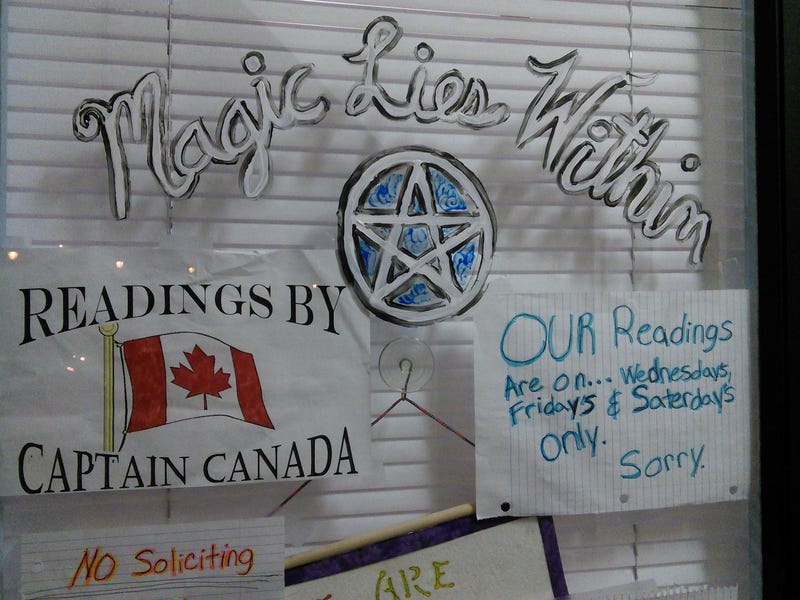 Magic Lies Within
READINGS BY
CAPTAIN CANADA
OUR Readings
Are on... Wednesdays,
Friday's & Saterday's
only.
Sorry.
NO Soliciting
ARE